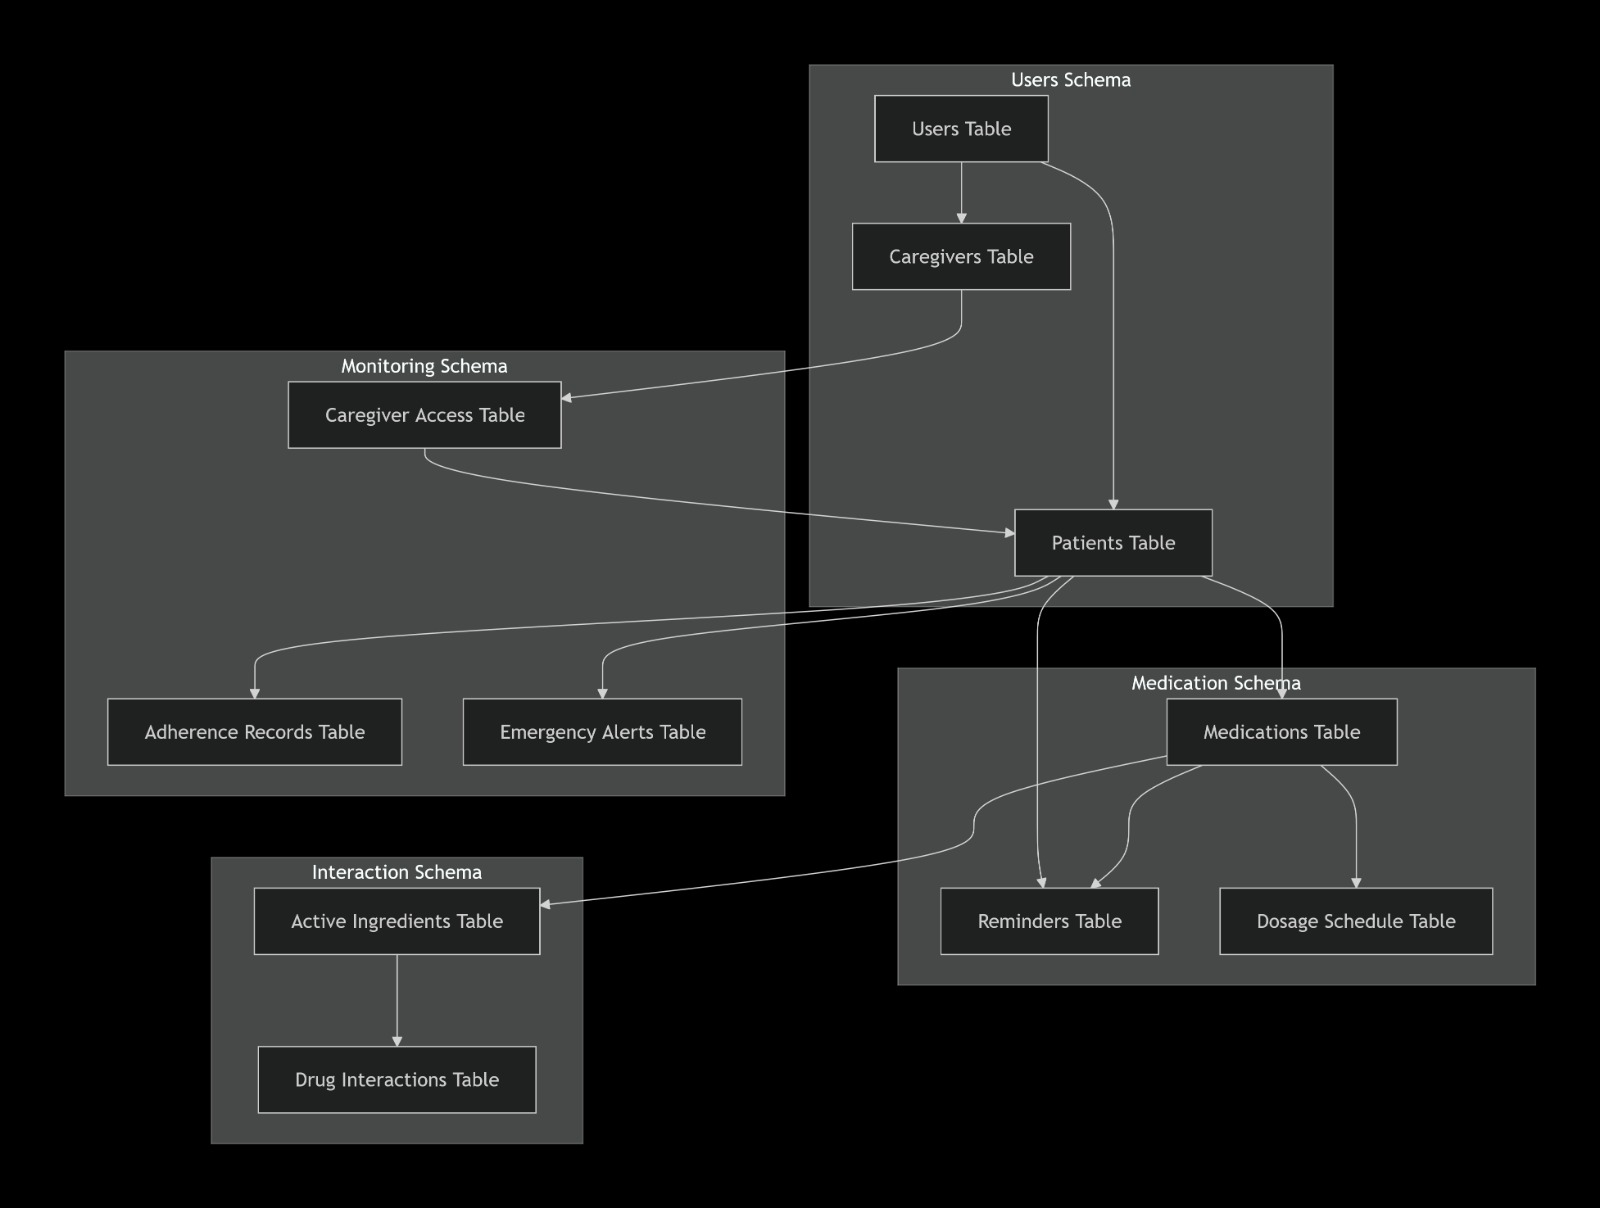 Users Schema
Users Table
Caregivers Table
Monitoring Schema
Caregiver Access Table
Patients Table
Medication Schema
Adherence Records Table
Emergency Alerts Table
Medications Table
Interaction Schema
Active Ingredients Table
Reminders Table
Dosage Schedule Table
Drug Interactions Table